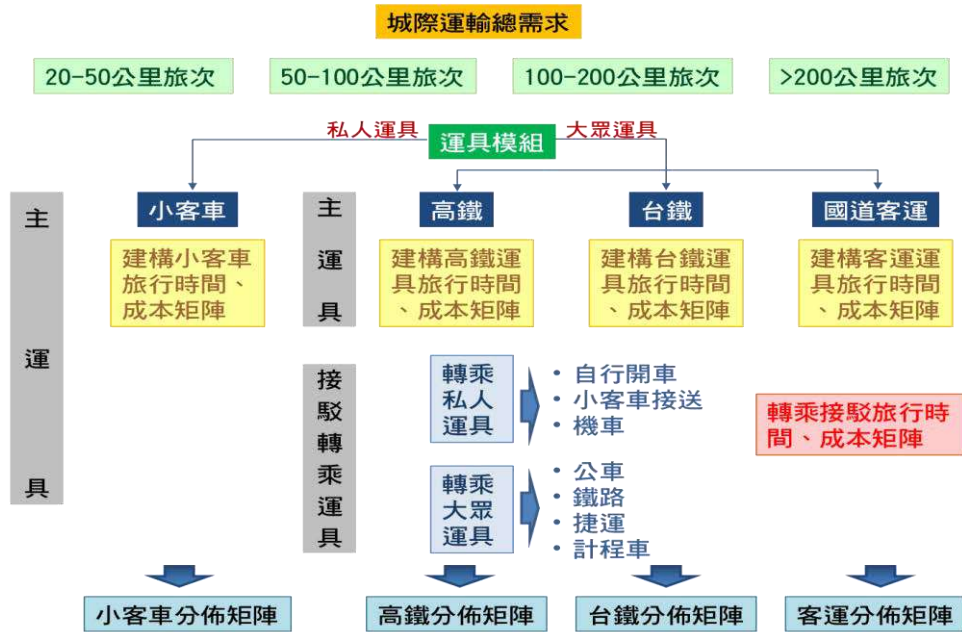 城際運輸總需求
20-50公里旅次
50-100公里旅次
100-200公里旅次
>200公里旅次
私人運具
運具模組
大眾運具
主運具
小客車
主運具
高鐵
台鐵
國道客運
建構小客車
旅行時間、
成本矩陣
建構高鐵運
具旅行時間
、成本矩陣
建構台鐵運
具旅行時間
、成本矩陣
建構客運運
具旅行時間
、成本矩陣
接駁轉乘運具
轉乘
私人
運具
• 自行開車
• 小客車接送
• 機車
轉乘接駁旅行時
間、成本矩陣
轉乘
大眾
運具
• 公車
• 鐵路
• 捷運
• 計程車
小客車分佈矩陣
高鐵分佈矩陣
台鐵分佈矩陣
客運分佈矩陣